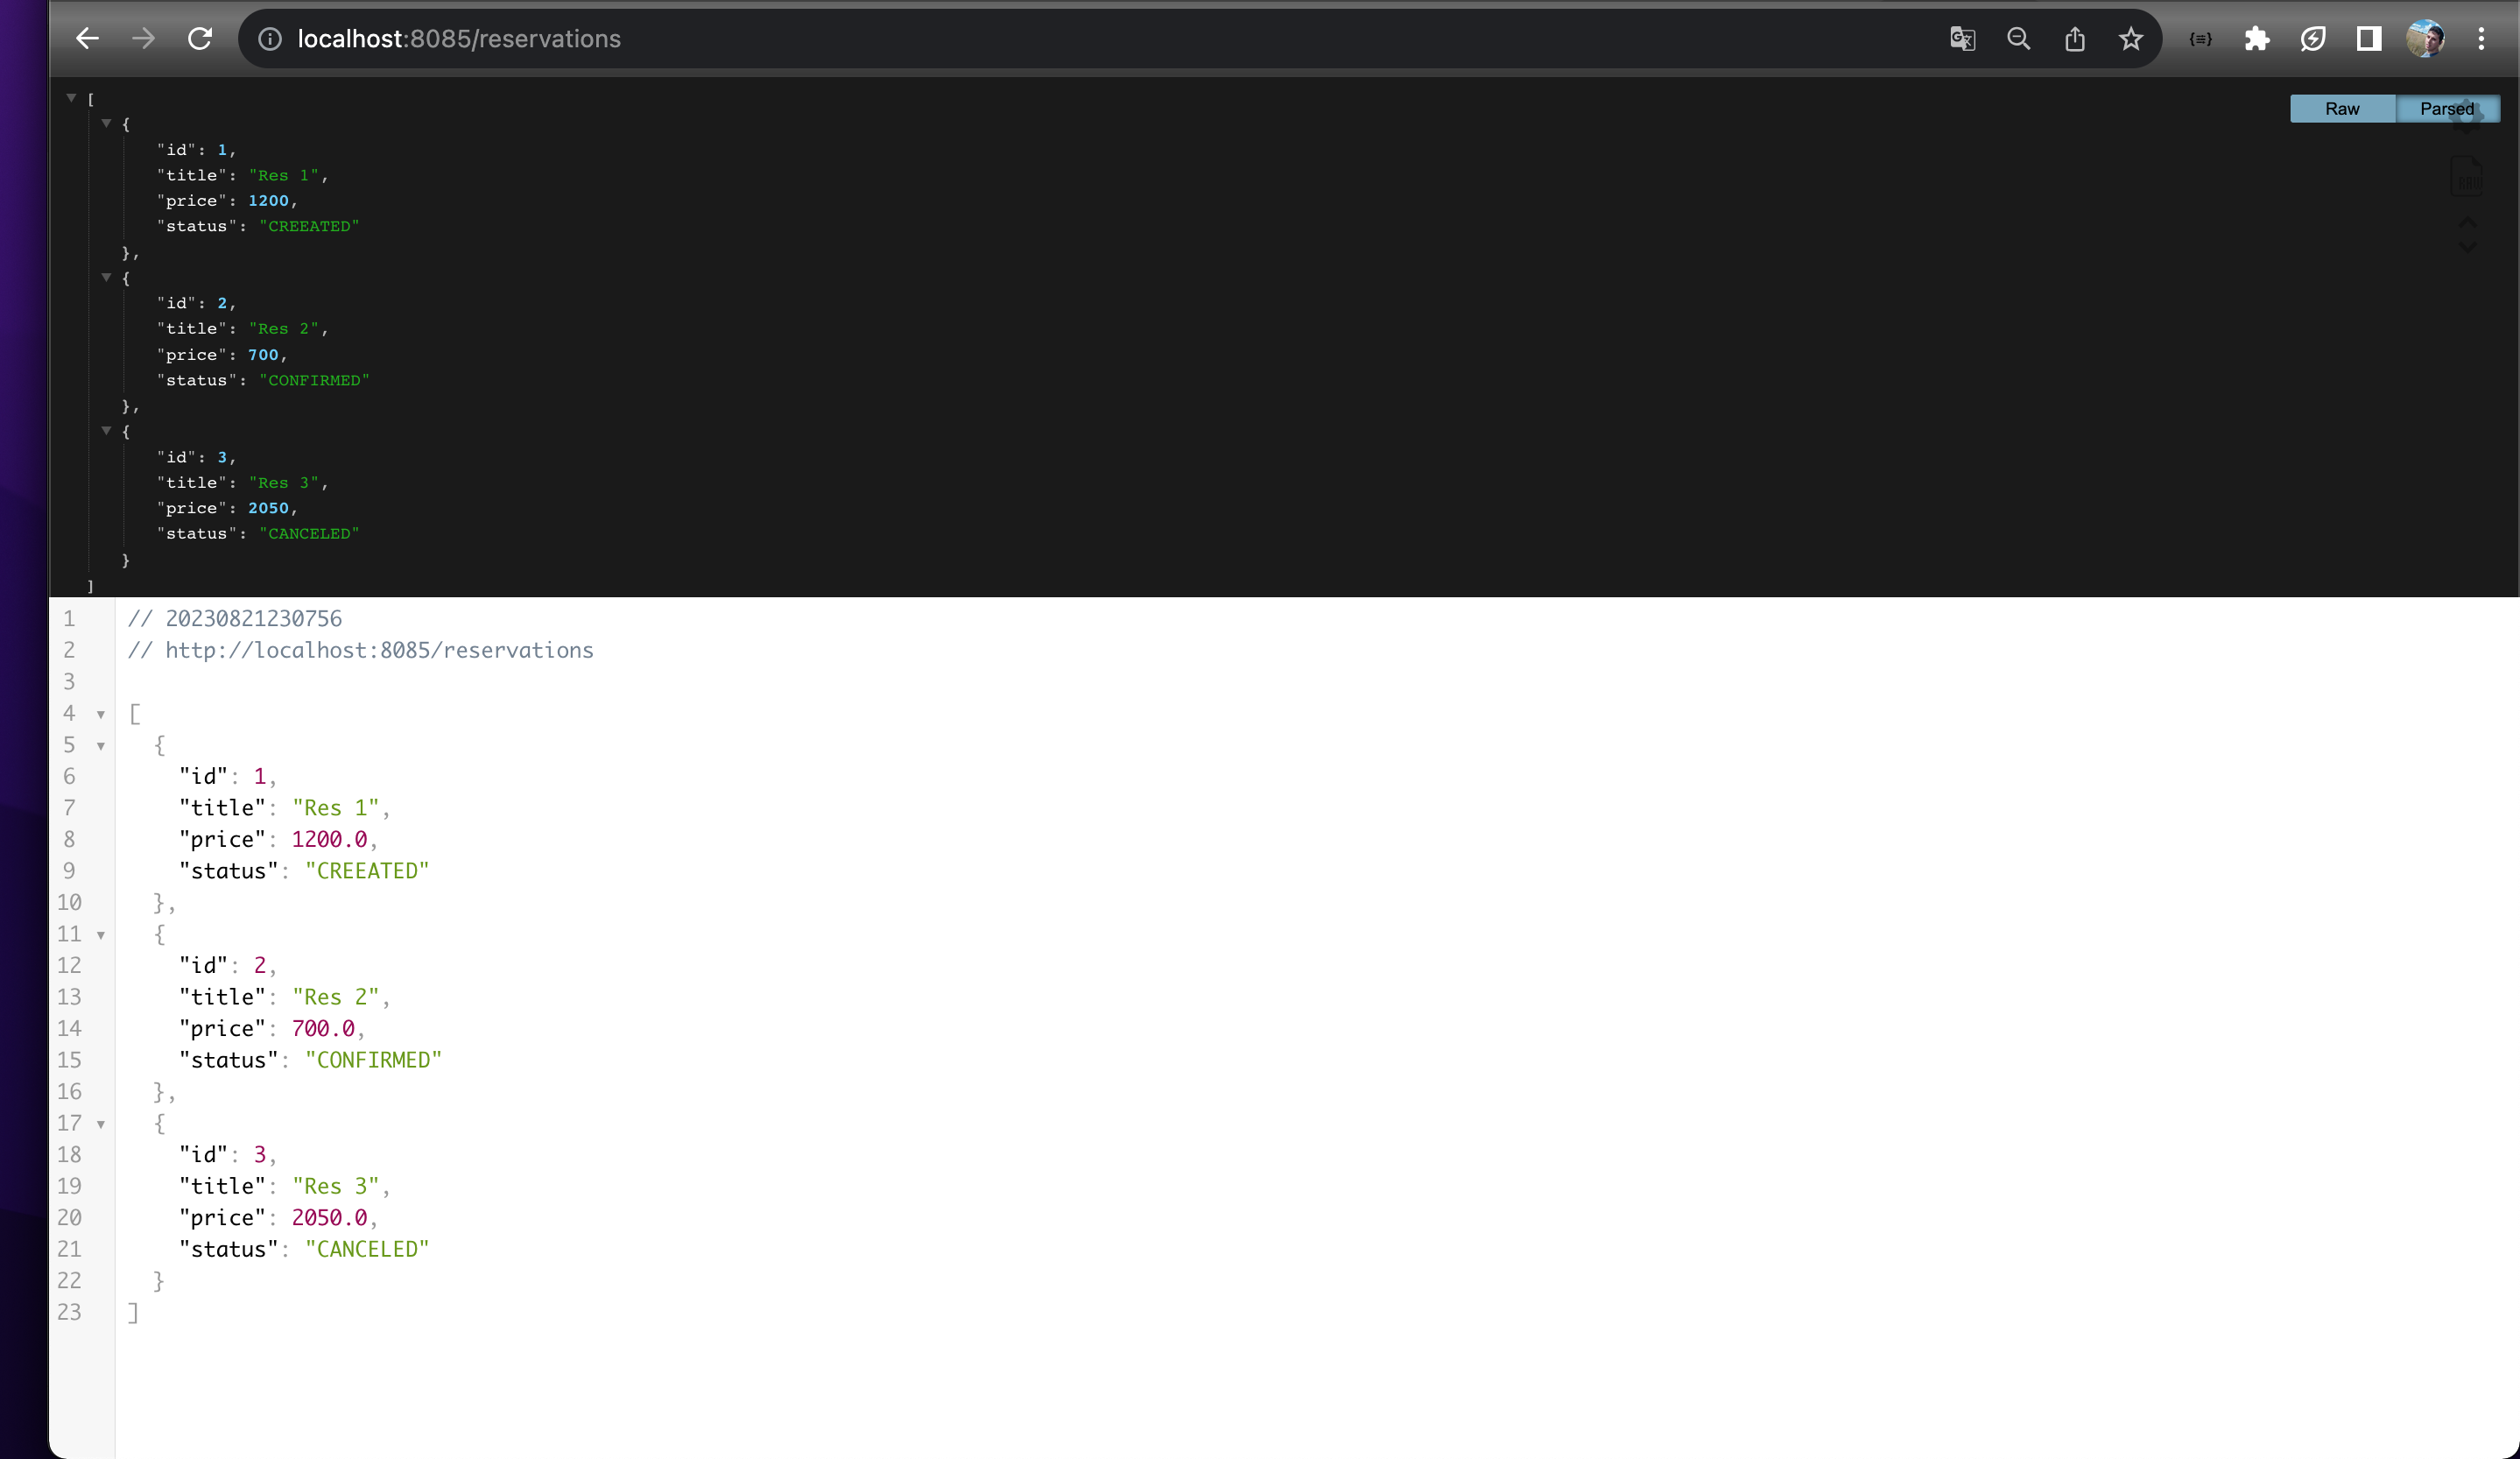 localhost:8085/reservations
Raw Parsed
[
{
"id": 1,
"title": "Res 1",
"price": 1200,
"status": "CREEATED"
},
{
"id": 2,
"title": "Res 2",
"price": 700,
"status": "CONFIRMED"
},
{
"id": 3,
"title": "Res 3",
"price": 2050,
"status": "CANCELED"
}
]
1 // 20230821230756
2 // http://localhost:8085/reservations
3
4 [
5 {
6 "id": 1,
7 "title": "Res 1",
8 "price": 1200.0,
9 "status": "CREEATED"
10 },
11 {
12 "id": 2,
13 "title": "Res 2",
14 "price": 700.0,
15 "status": "CONFIRMED"
16 },
17 {
18 "id": 3,
19 "title": "Res 3",
20 "price": 2050.0,
21 "status": "CANCELED"
22 }
23 ]